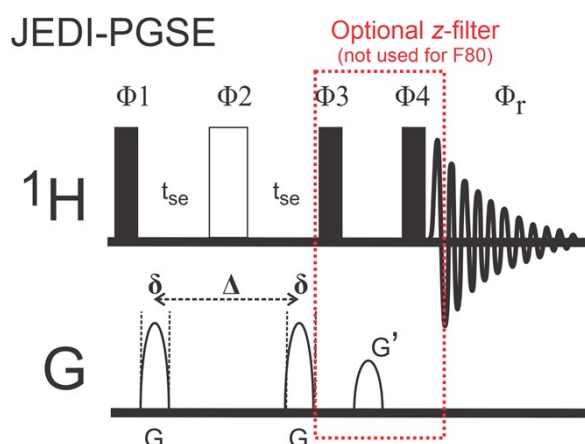 JEDI-PGSE
Optional z-filter
(not used for F80)
Φ1 Φ2 Φ3 Φ4 Φr
1H tse tse
δ Δ δ
G G'
G G